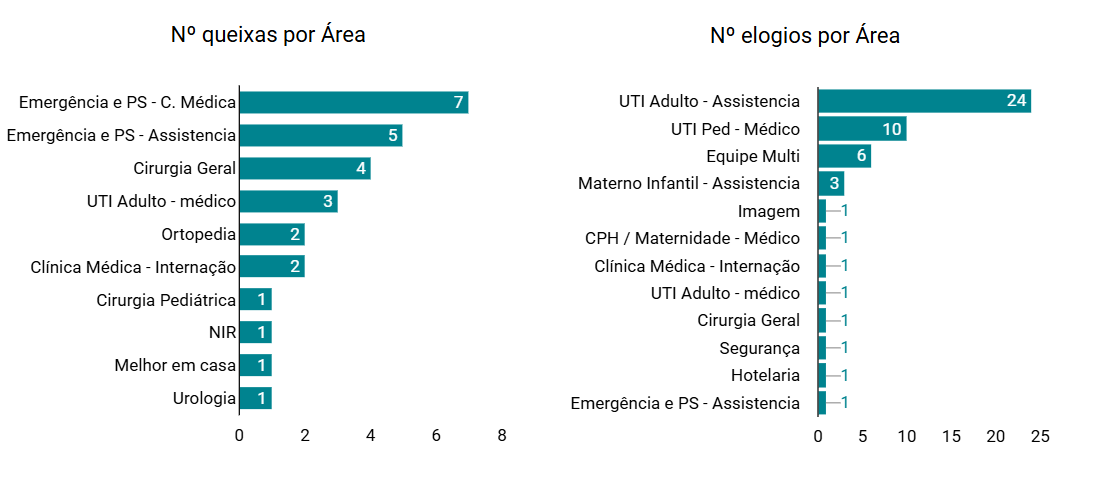 Nº queixas por Área
Emergência e PS - C. Médica 7
Emergência e PS - Assistencia 5
Cirurgia Geral 4
UTI Adulto - médico 3
Ortopedia 2
Clínica Médica - Internação 2
Cirurgia Pediátrica 1
NIR 1
Melhor em casa 1
Urologia 1
0 2 4 6 8
Nº elogios por Área
UTI Adulto - Assistencia 24
UTI Ped - Médico 10
Equipe Multi 6
Materno Infantil - Assistencia 3
Imagem 1
CPH / Maternidade - Médico 1
Clínica Médica - Internação 1
UTI Adulto - médico 1
Cirurgia Geral 1
Segurança 1
Hotelaria 1
Emergência e PS - Assistencia 1
0 5 10 15 20 25